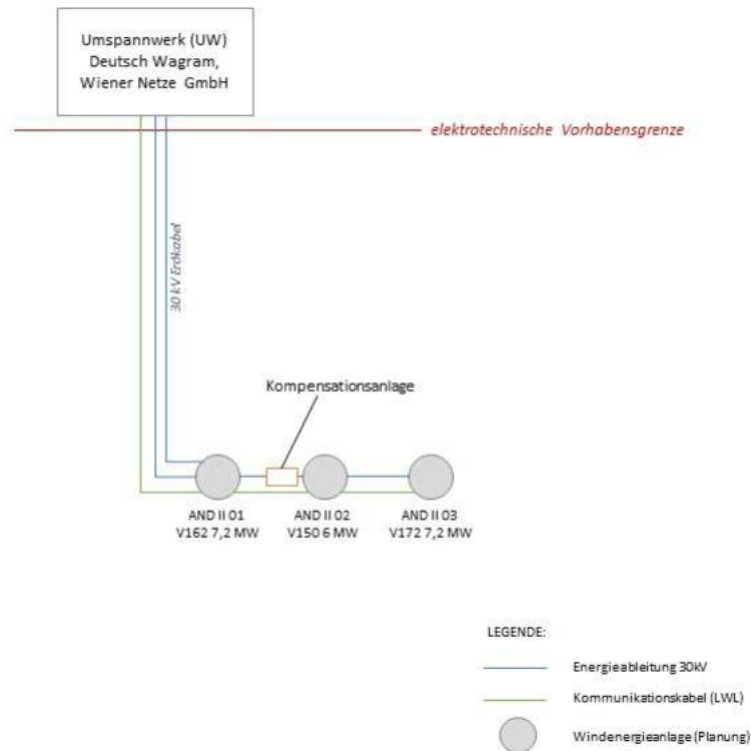 Umspannwerk (UW)
Deutsch Wagram,
Wiener Netze GmbH
elektrotechnische Vorhabensgrenze
30 kV Erdkabel
Kompensationsanlage
AND II 01
V162 7,2 MW
AND II 02
V150 6 MW
AND II 03
V172 7,2 MW
LEGENDE:
Energieableitung 30kV
Kommunikationskabel (LWL)
Windenergieanlage (Planung)